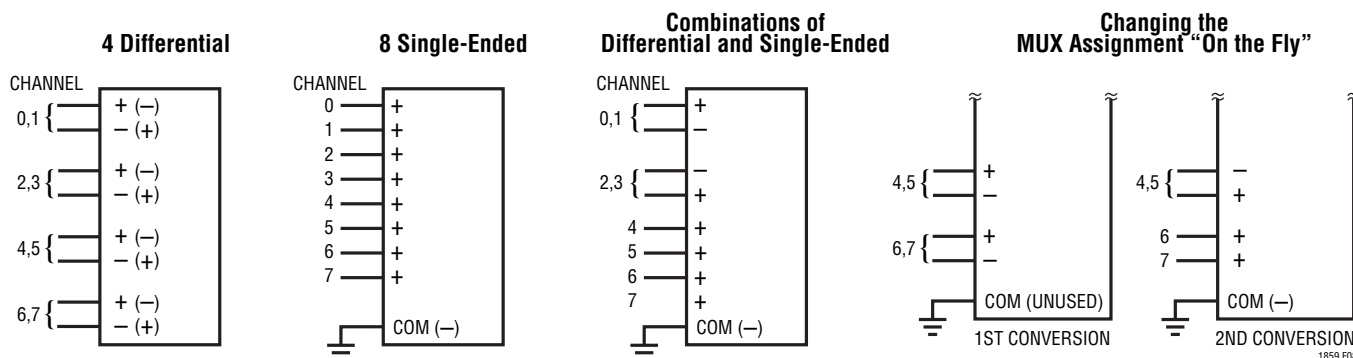 4 Differential
CHANNEL
0,1 { + (–)
– (+)
2,3 { + (–)
– (+)
4,5 { + (–)
– (+)
6,7 { + (–)
– (+)
8 Single-Ended
CHANNEL
0 +
1 +
2 +
3 +
4 +
5 +
6 +
7 +
COM (–)
Combinations of
Differential and Single-Ended
CHANNEL
0,1 { +
–
2,3 { –
+
4 +
5 +
6 +
7 +
COM (–)
Changing the
MUX Assignment “On the Fly”
4,5 { +
–
6,7 { +
–
COM (UNUSED)
1ST CONVERSION
4,5 { –
+
6 +
7 +
COM (–)
2ND CONVERSION